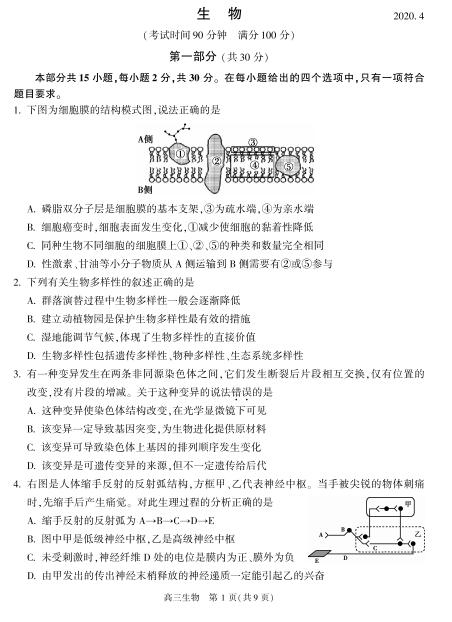 生 物
2020.4
(考试时间90分钟 满分100分)
第一部分 (共30分)
本部分共15小题,每小题2分,共30分。在每小题给出的四个选项中,只有一项符合
题目要求。
1. 下图为细胞膜的结构模式图,说法正确的是
A侧
①
②
③
④
⑤
B侧
A. 磷脂双分子层是细胞膜的基本支架,③为疏水端,④为亲水端
B. 细胞癌变时,细胞表面发生变化,①减少使细胞的黏着性降低
C. 同种生物不同细胞的细胞膜上①、②、⑤的种类和数量完全相同
D. 性激素、甘油等小分子物质从A侧运输到B侧需要有②或⑤参与
2. 下列有关生物多样性的叙述正确的是
A. 群落演替过程中生物多样性一般会逐渐降低
B. 建立动植物园是保护生物多样性最有效的措施
C. 湿地能调节气候,体现了生物多样性的直接价值
D. 生物多样性包括遗传多样性、物种多样性、生态系统多样性
3. 有一种变异发生在两条非同源染色体之间,它们发生断裂后片段相互交换,仅有位置的
改变,没有片段的增减。关于这种变异的说法错误的是
A. 这种变异使染色体结构改变,在光学显微镜下可见
B. 该变异一定导致基因突变,为生物进化提供原材料
C. 该变异可导致染色体上基因的排列顺序发生变化
D. 该变异是可遗传变异的来源,但不一定遗传给后代
4. 右图是人体缩手反射的反射弧结构,方框甲、乙代表神经中枢。当手被尖锐的物体刺痛
时,先缩手后产生痛觉。对此生理过程的分析正确的是
A. 缩手反射的反射弧为A→B→C→D→E
B. 图中甲是低级神经中枢,乙是高级神经中枢
C. 未受刺激时,神经纤维D处的电位是膜内为正、膜外为负
D. 由甲发出的传出神经末梢释放的神经递质一定能引起乙的兴奋
甲
乙
A
B
C
D
E
高三生物 第1页(共9页)